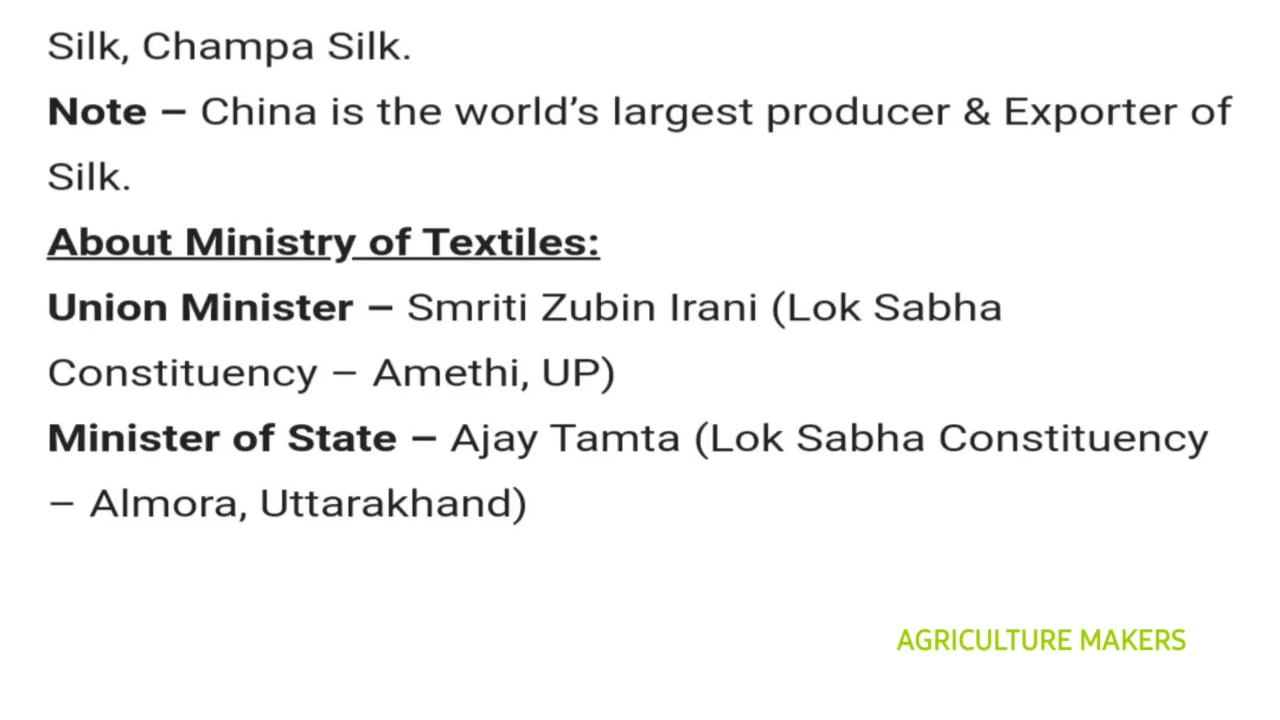 Silk, Champa Silk.
Note – China is the world’s largest producer & Exporter of
Silk.
About Ministry of Textiles:
Union Minister – Smriti Zubin Irani (Lok Sabha
Constituency – Amethi, UP)
Minister of State – Ajay Tamta (Lok Sabha Constituency
– Almora, Uttarakhand)
AGRICULTURE MAKERS